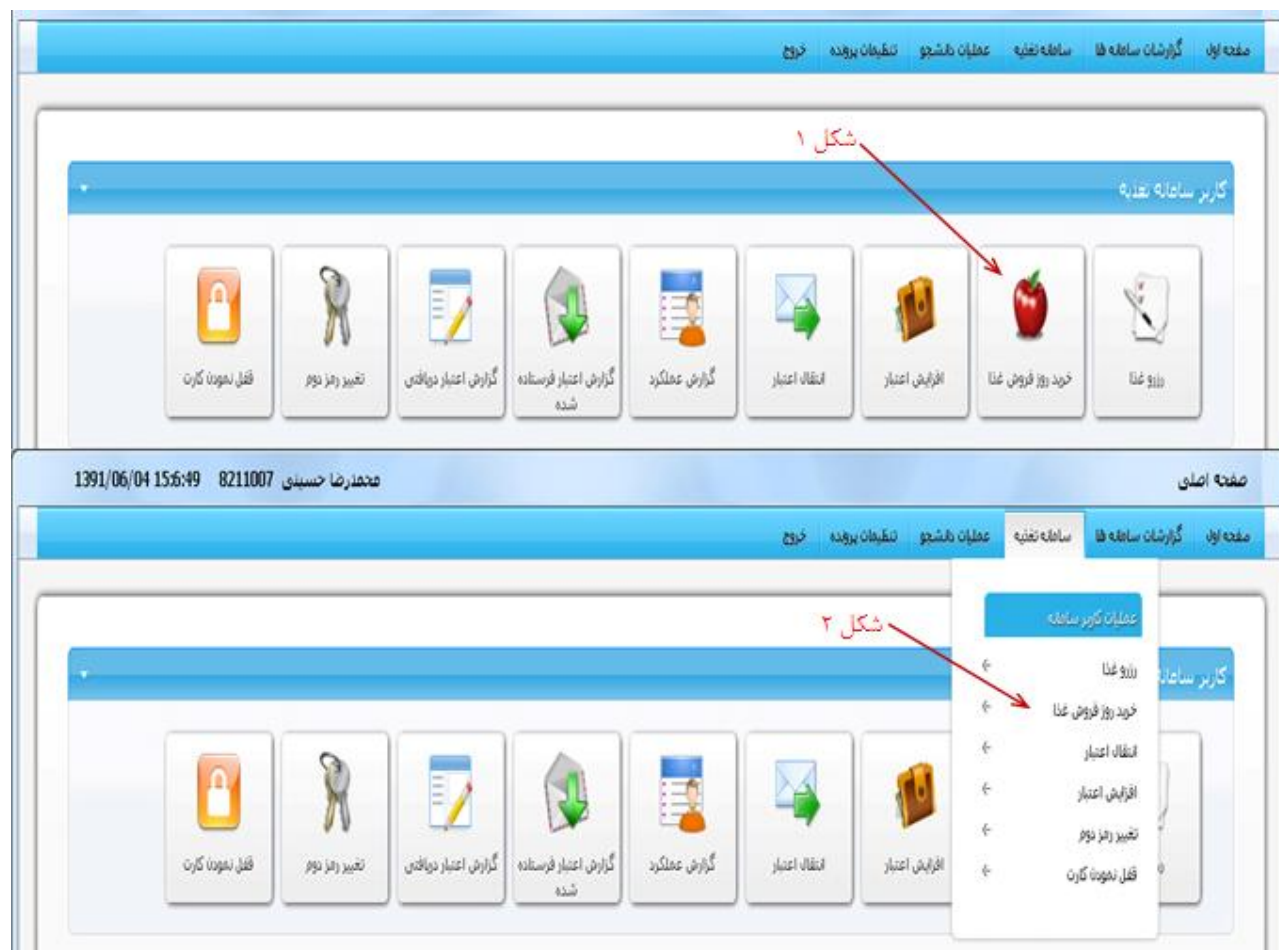 صفحه اول گزارشات سامانه ها سامانه تغذیه عملیات دانشجو تنظیمات پرونده خروج
شکل ۱
کاربر سامانه تغذیه
رزرو غذا
خرید روز فروش غذا
افزایش اعتبار
انتقال اعتبار
گزارش عملکرد
گزارش اعتبار فرستاده
شده
گزارش اعتبار دریافتی
تغییر رمز دوم
قفل نمودن کارت
صفحه اصلی
محمدرضا حسینی 8211007 1391/06/04 15:6:49
صفحه اول گزارشات سامانه ها سامانه تغذیه عملیات دانشجو تنظیمات پرونده خروج
عملیات کاربر سامانه
شکل ۲
رزرو غذا
خرید روز فروش غذا
انتقال اعتبار
افزایش اعتبار
تغییر رمز دوم
قفل نمودن کارت
کاربر سامانه
افزایش اعتبار
انتقال اعتبار
گزارش عملکرد
گزارش اعتبار فرستاده
شده
گزارش اعتبار دریافتی
تغییر رمز دوم
قفل نمودن کارت